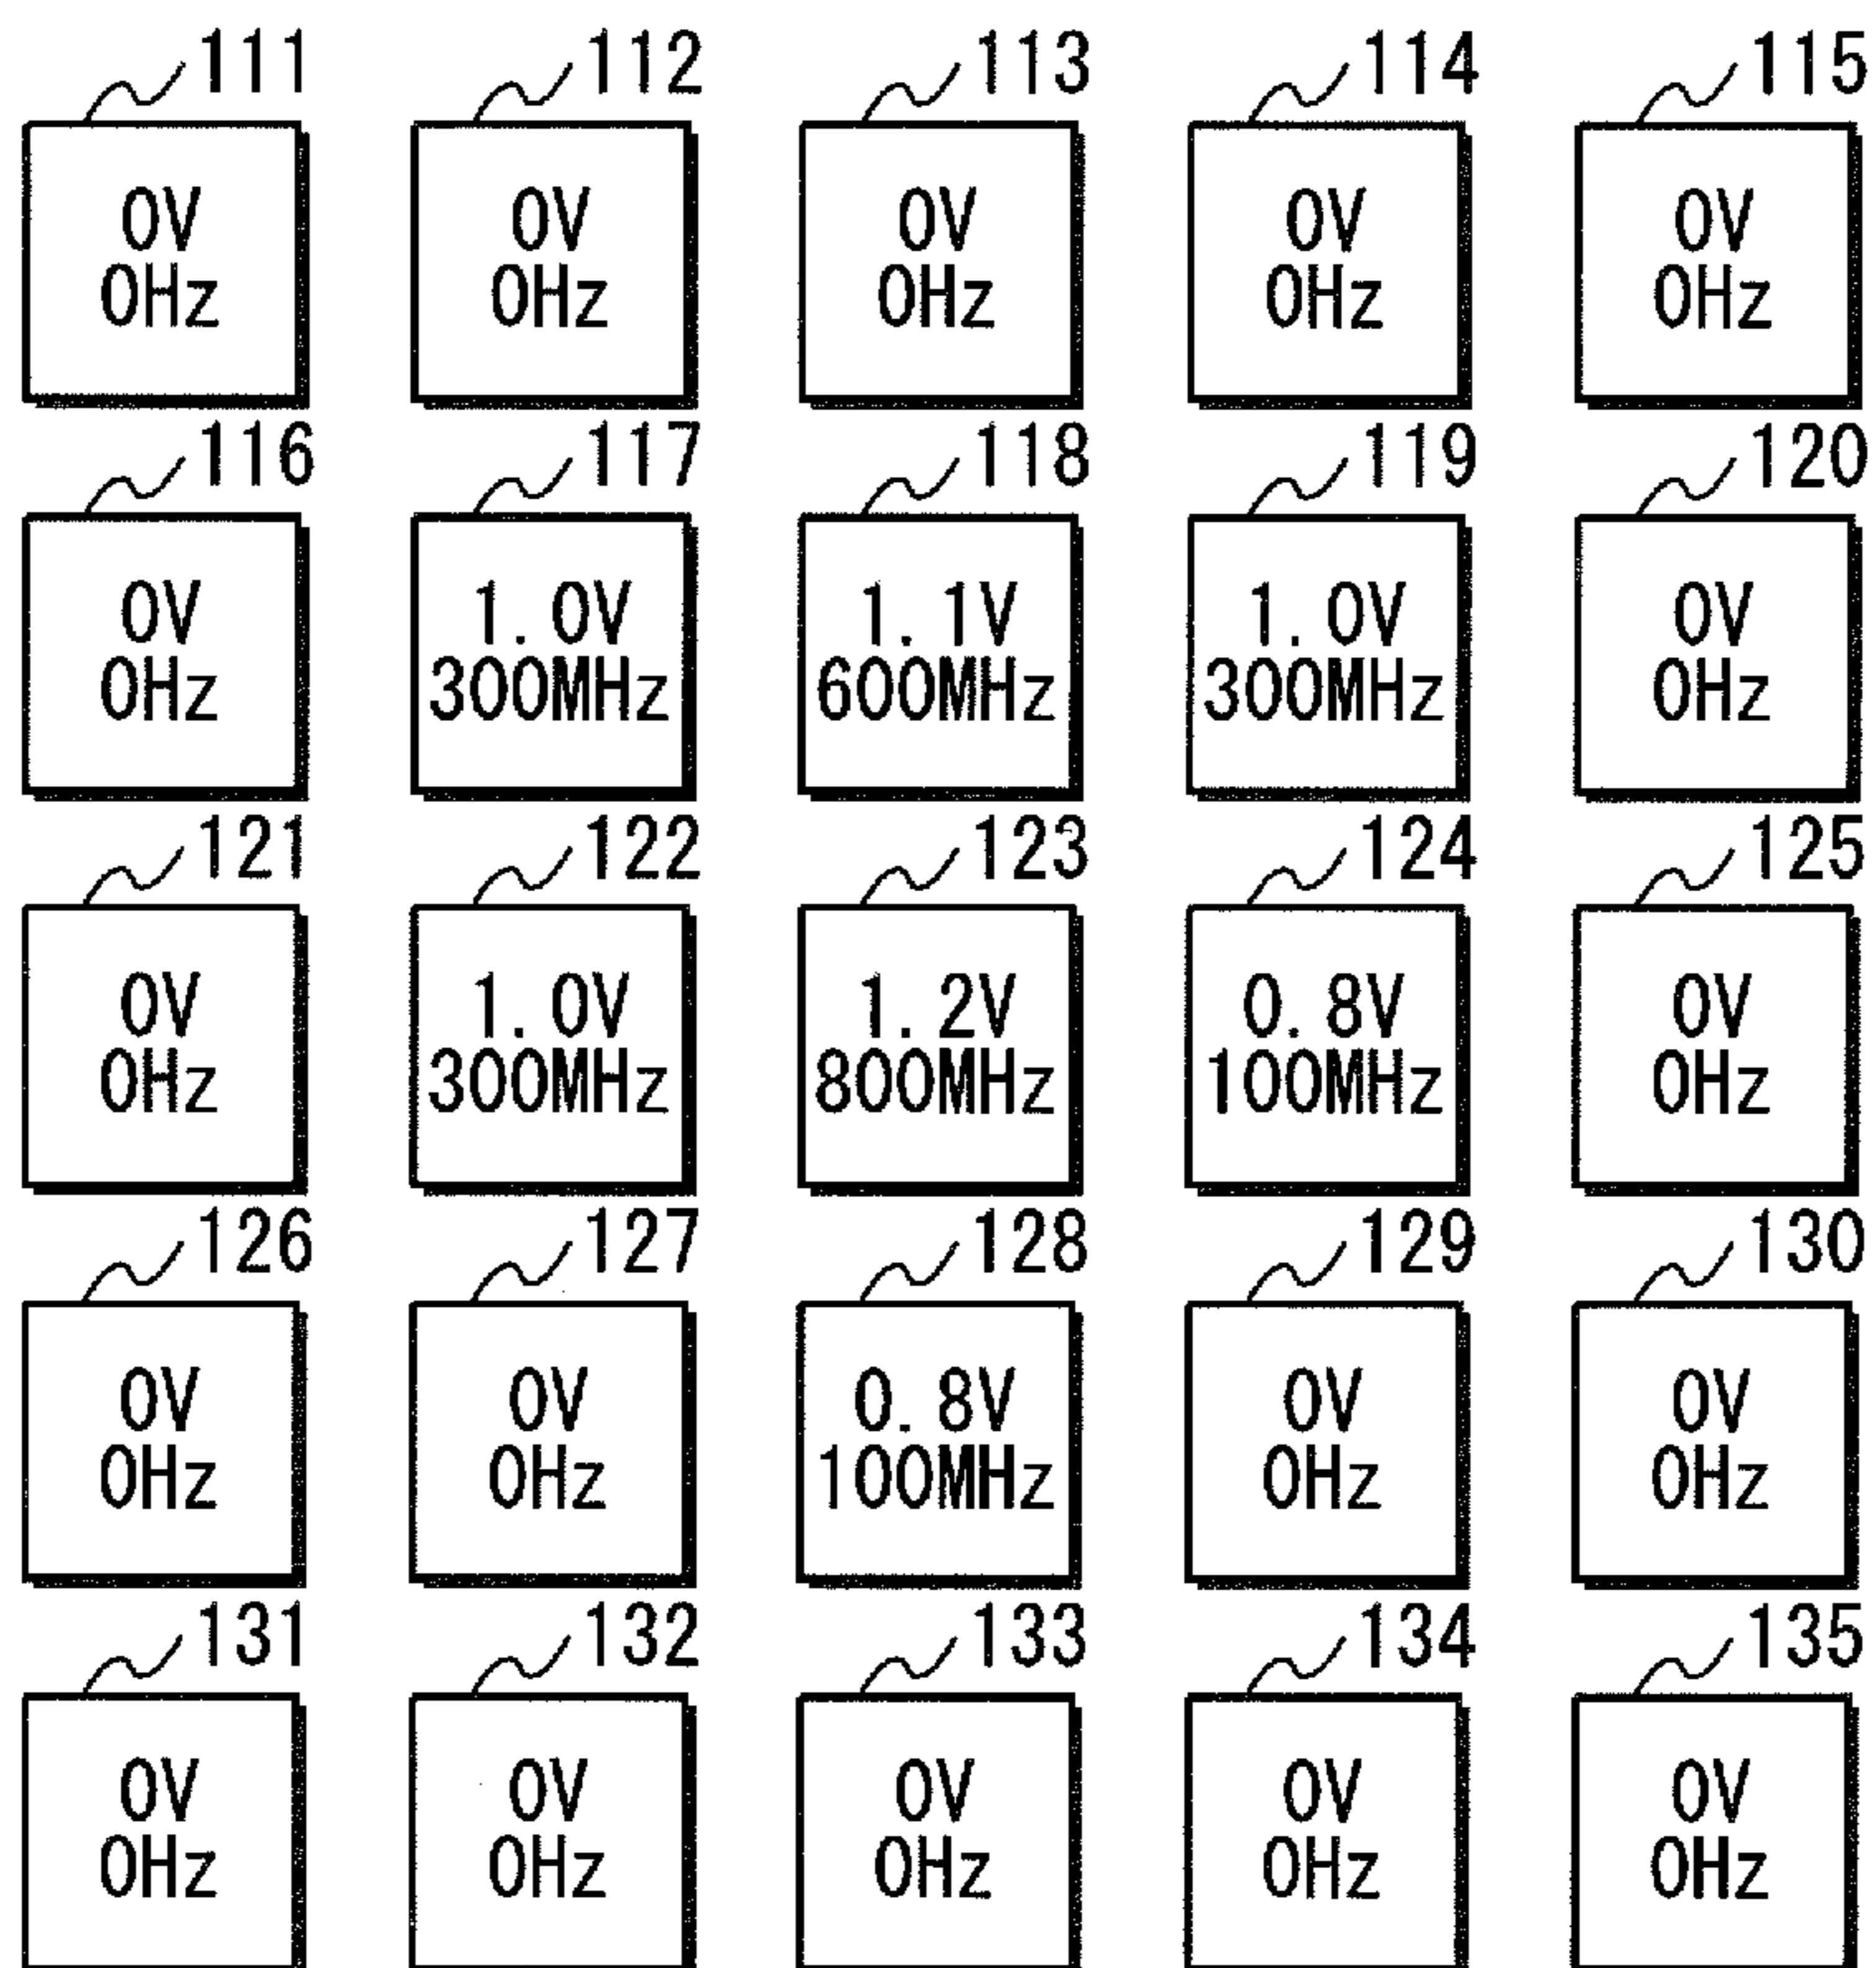 111 112 113 114 115
0V 0V 0V 0V 0V
0Hz 0Hz 0Hz 0Hz 0Hz
116 117 118 119 120
0V 1.0V 1.1V 1.0V 0V
0Hz 300MHz 600MHz 300MHz 0Hz
121 122 123 124 125
0V 1.0V 1.2V 0.8V 0V
0Hz 300MHz 800MHz 100MHz 0Hz
126 127 128 129 130
0V 0V 0.8V 0V 0V
0Hz 0Hz 100MHz 0Hz 0Hz
131 132 133 134 135
0V 0V 0V 0V 0V
0Hz 0Hz 0Hz 0Hz 0Hz